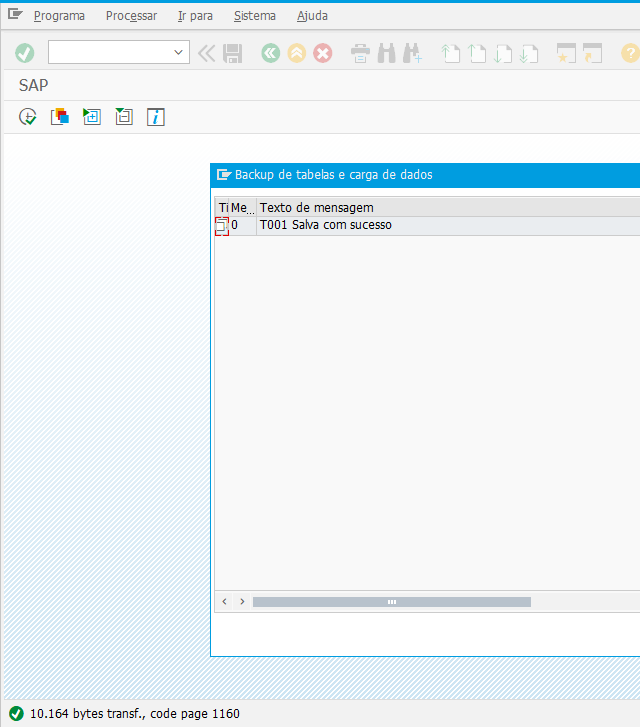 Programa Processar Ir para Sistema Ajuda
SAP
Backup de tabelas e carga de dados
Ti Me... Texto de mensagem
0 T001 Salva com sucesso
10.164 bytes transf., code page 1160